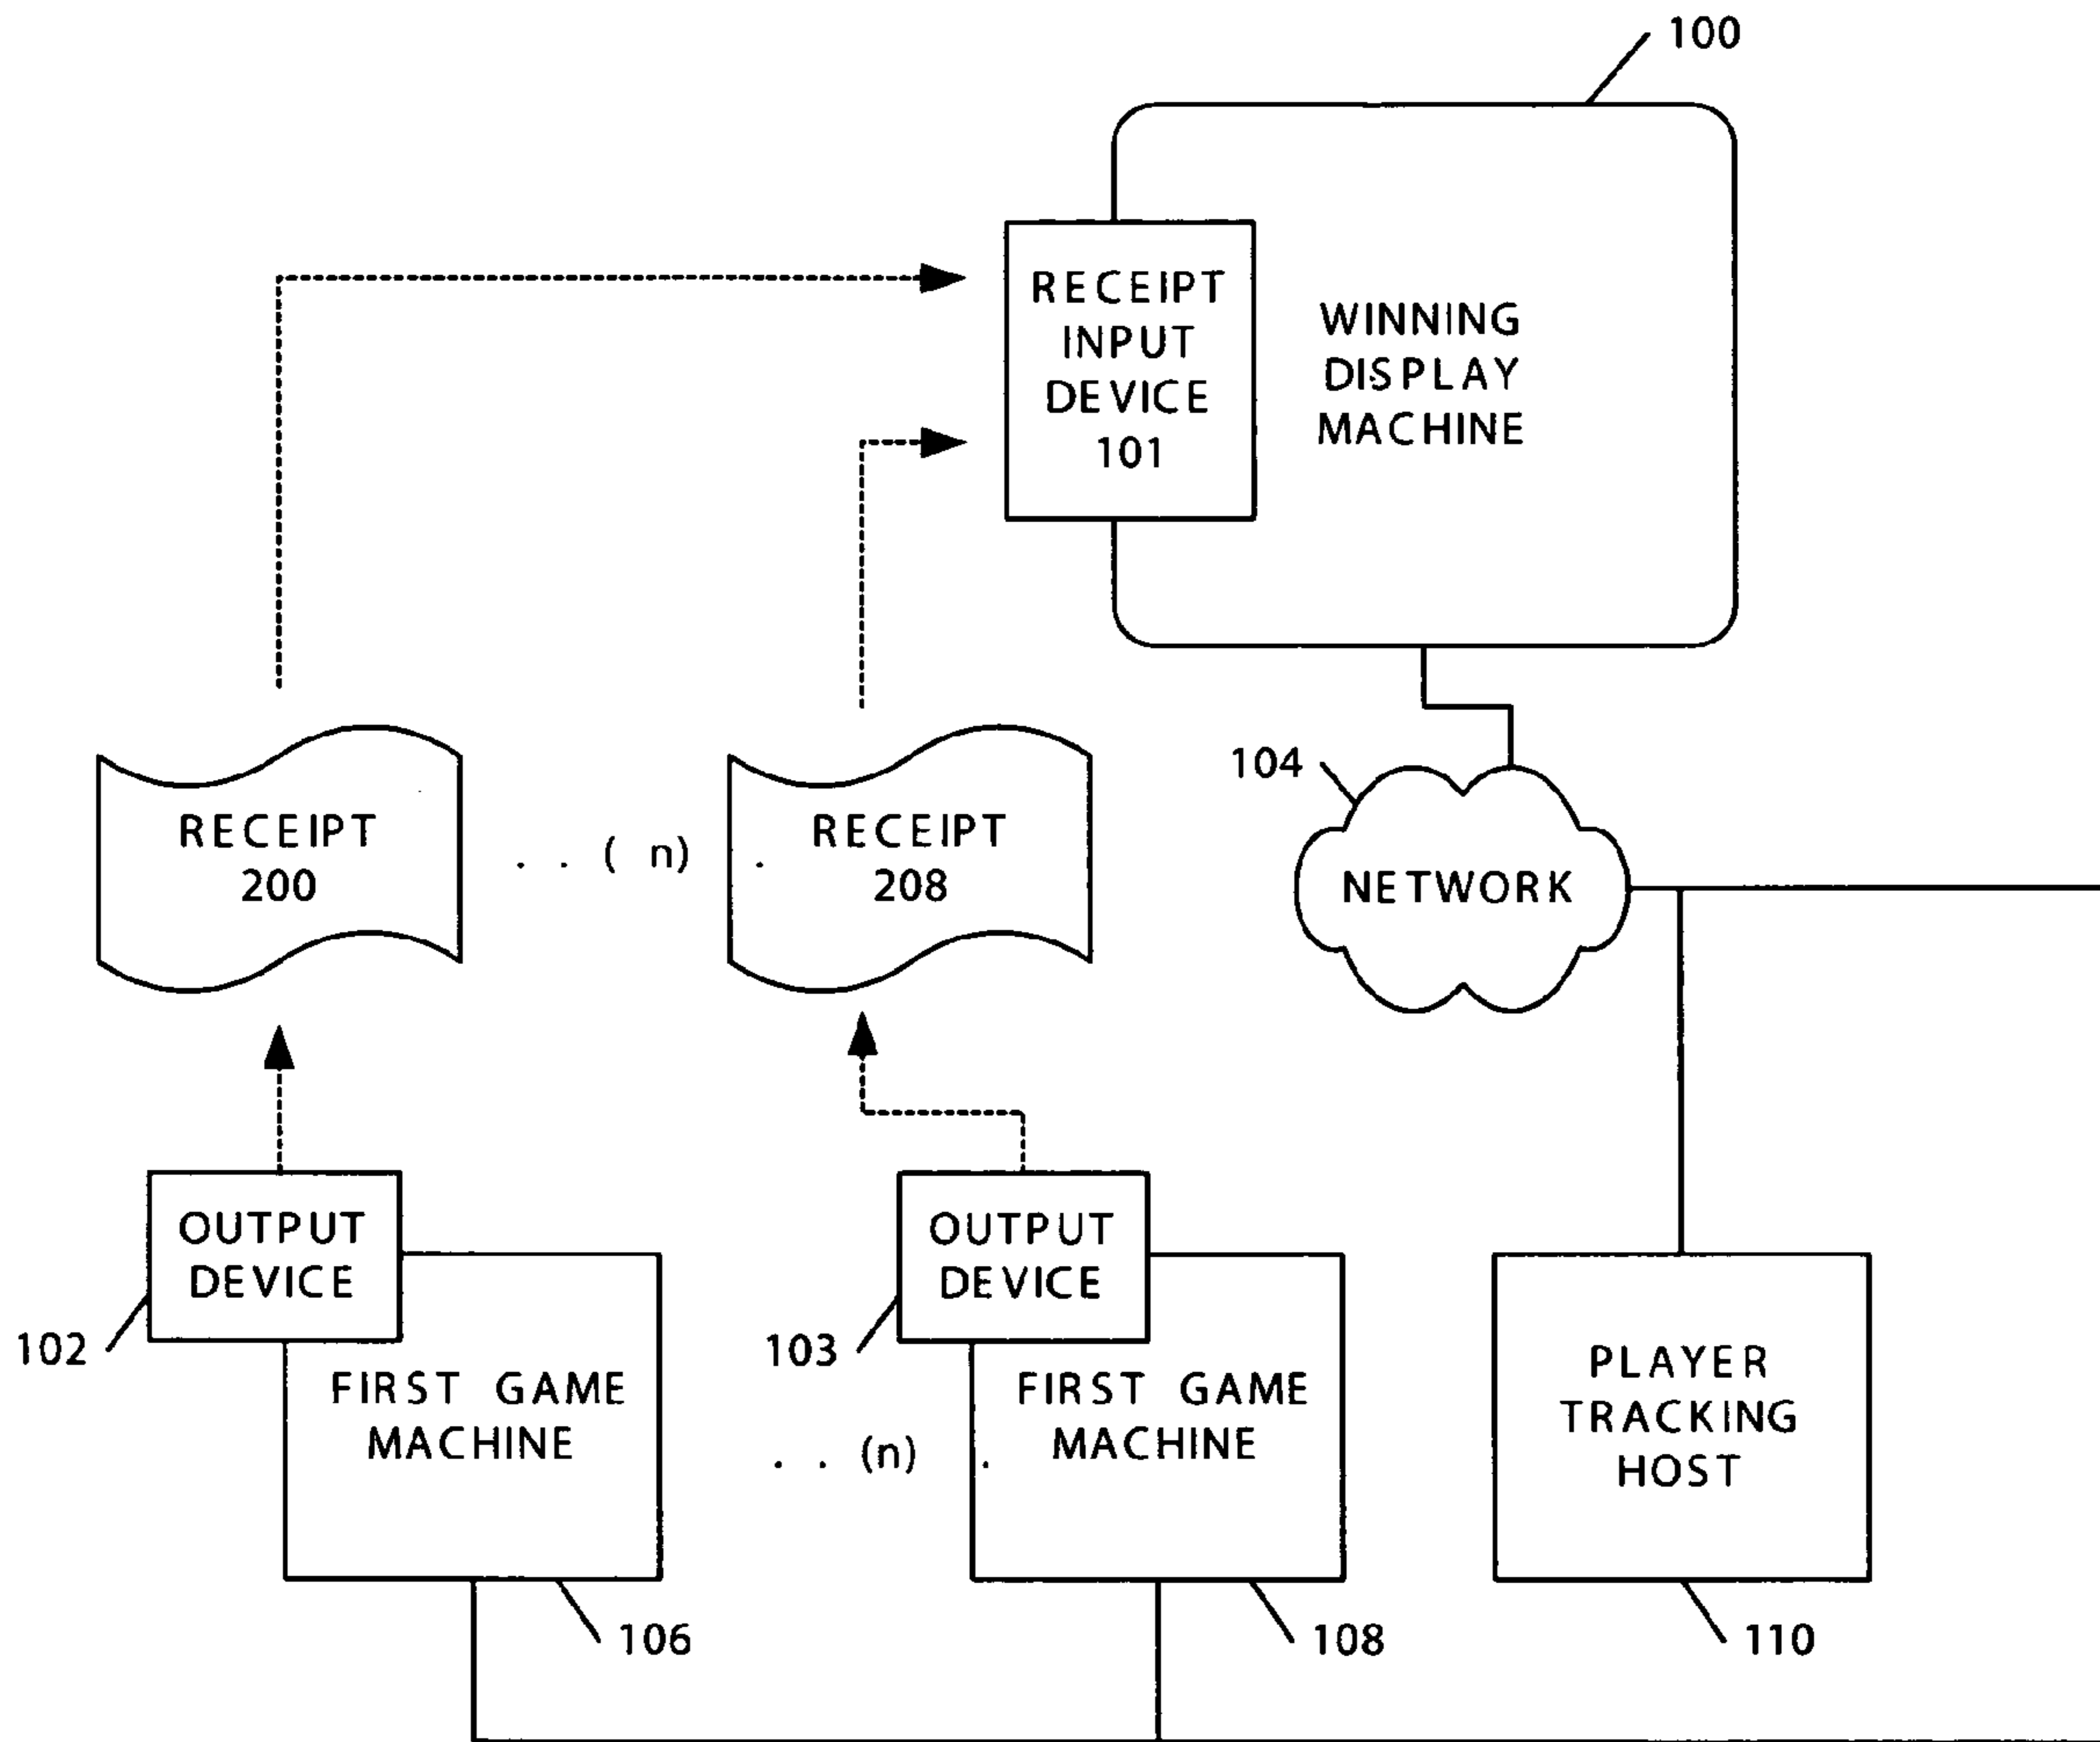 100
RECEIPT
INPUT
DEVICE
101
WINNING
DISPLAY
MACHINE
104
NETWORK
RECEIPT
200
. . ( n) .
RECEIPT
208
OUTPUT
DEVICE
102
FIRST GAME
MACHINE
106
. . (n) .
OUTPUT
DEVICE
103
FIRST GAME
MACHINE
108
PLAYER
TRACKING
HOST
110